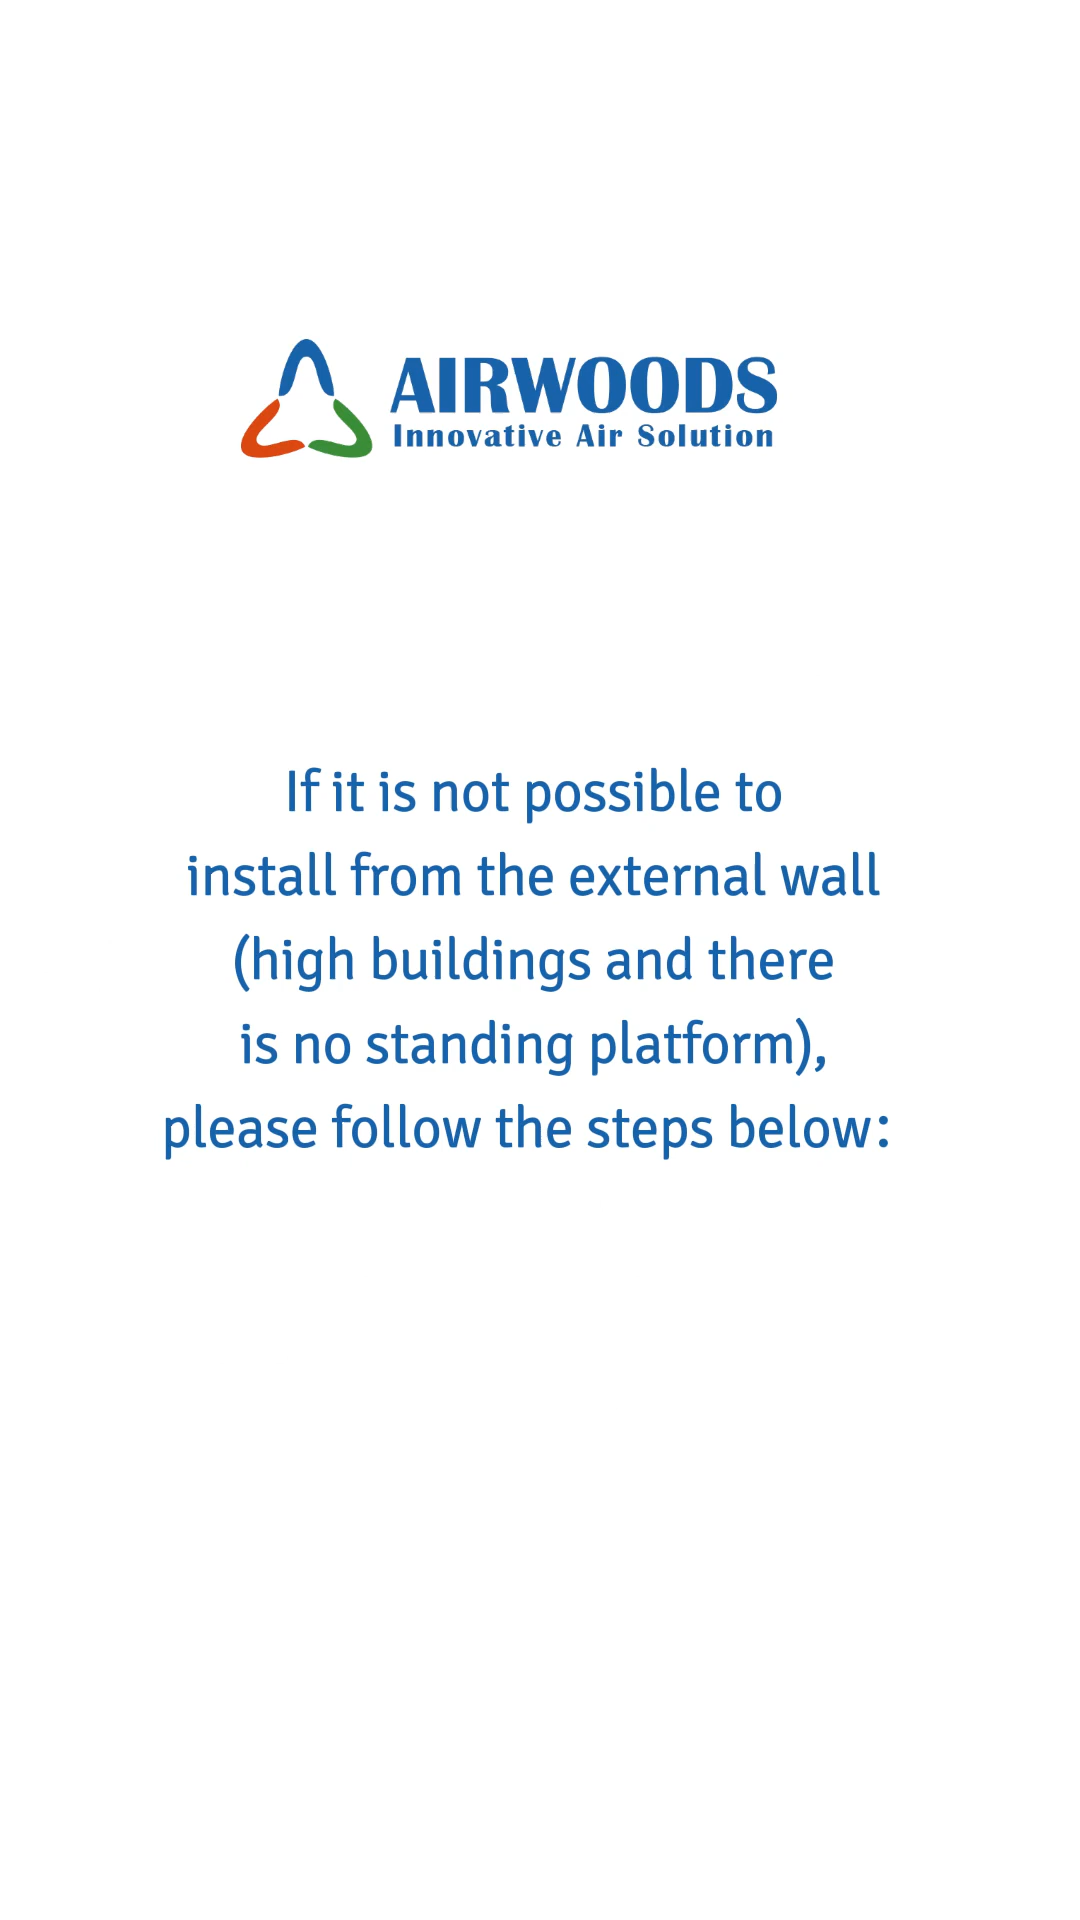 AIRWOODS
Innovative Air Solution
If it is not possible to
install from the external wall
(high buildings and there
is no standing platform),
please follow the steps below: